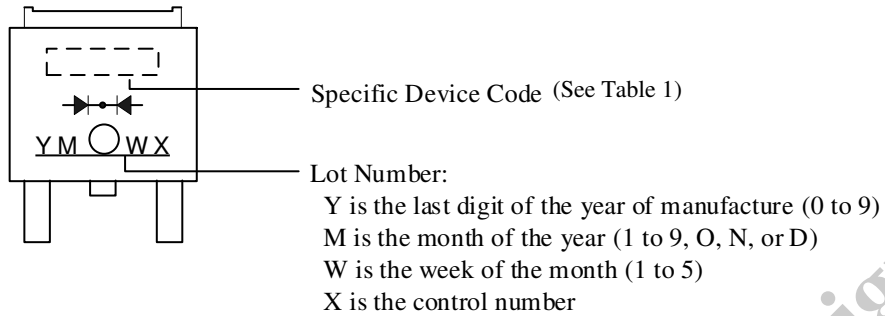 Specific Device Code (See Table 1)
Y M W X
Lot Number:
Y is the last digit of the year of manufacture (0 to 9)
M is the month of the year (1 to 9, O, N, or D)
W is the week of the month (1 to 5)
X is the control number